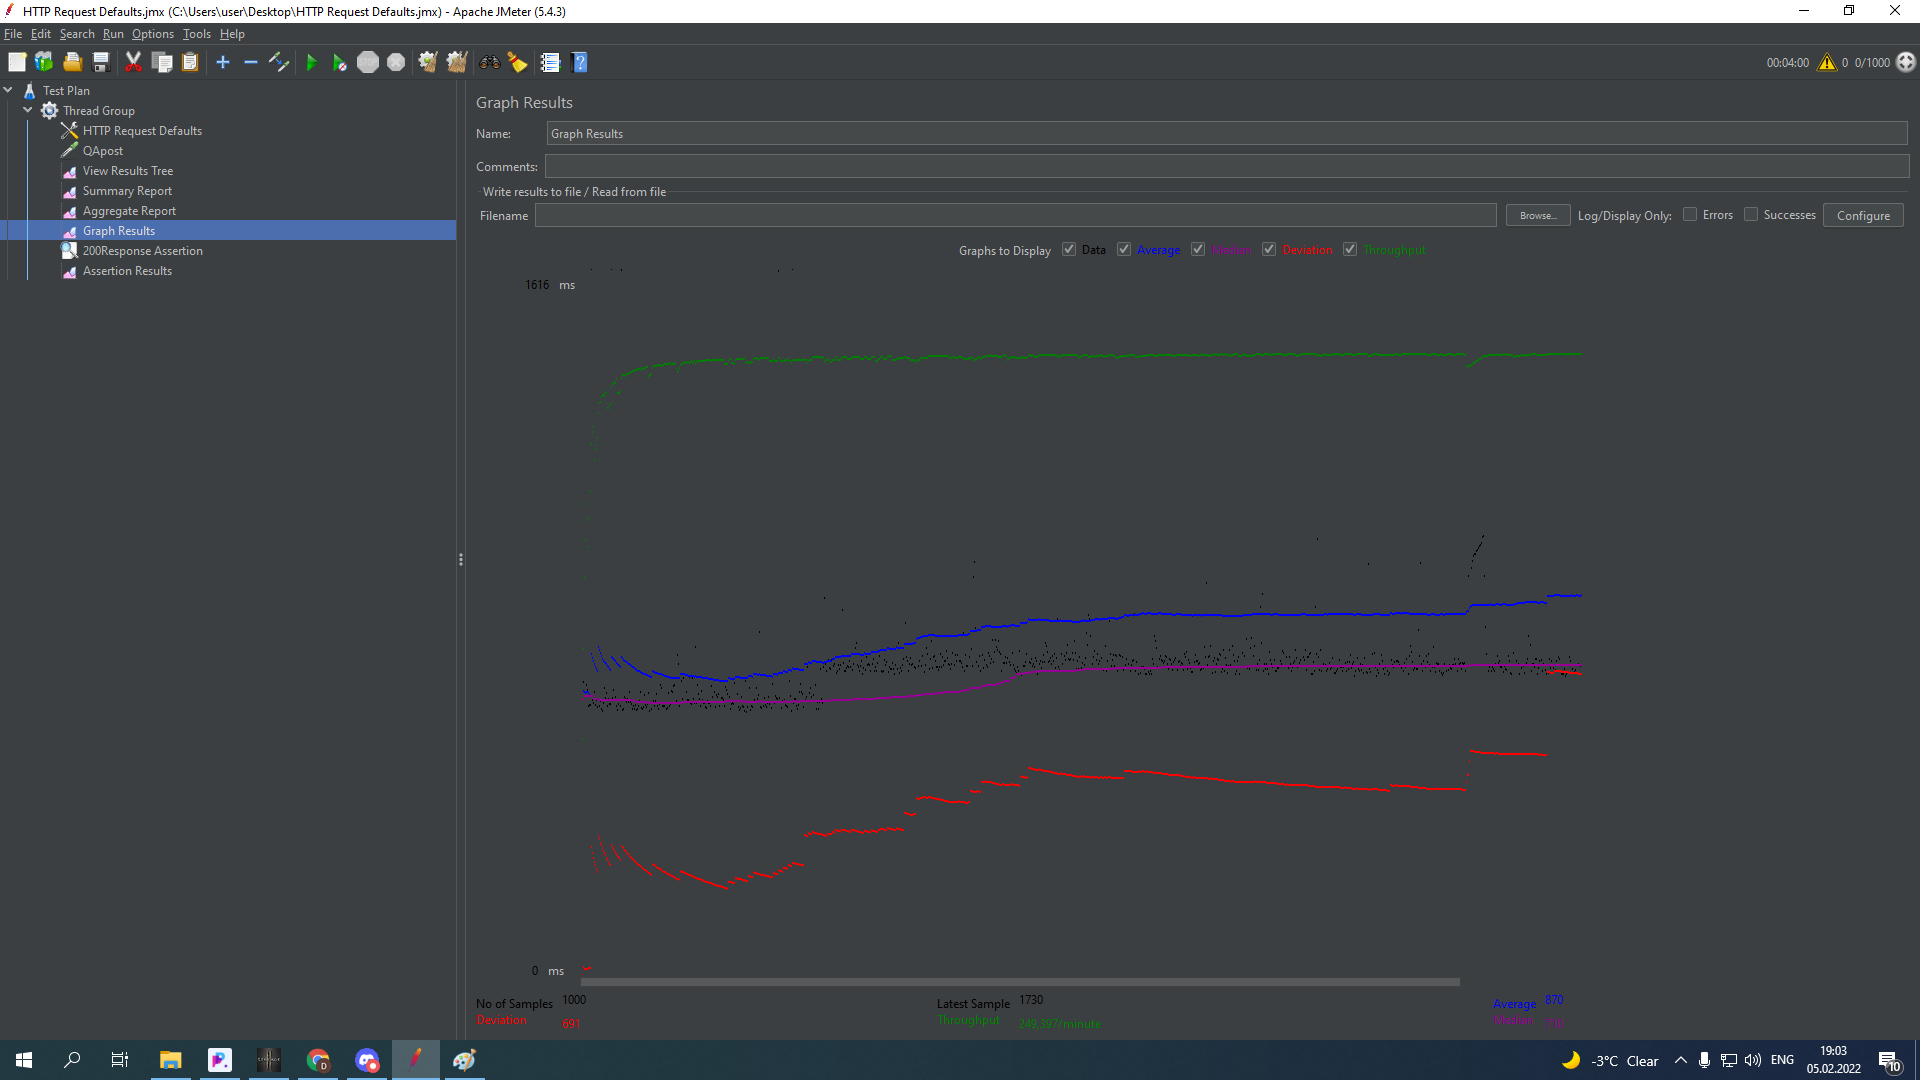 HTTP Request Defaults.jmx (C:\Users\user\Desktop\HTTP Request Defaults.jmx) - Apache JMeter (5.4.3)
File Edit Search Run Options Tools Help
00:04:00 0 0/1000
Test Plan
Thread Group
HTTP Request Defaults
QApost
View Results Tree
Summary Report
Aggregate Report
Graph Results
200Response Assertion
Assertion Results
Graph Results
Name: Graph Results
Comments:
Write results to file / Read from file
Filename Browse... Log/Display Only: Errors Successes Configure
Graphs to Display Data Average Median Deviation Throughput
1616 ms
0 ms
No of Samples 1000 Latest Sample 1730 Average 870
Deviation 691 Throughput 249,397/minute Median
-3°C Clear ENG 19:03
05.02.2022 10